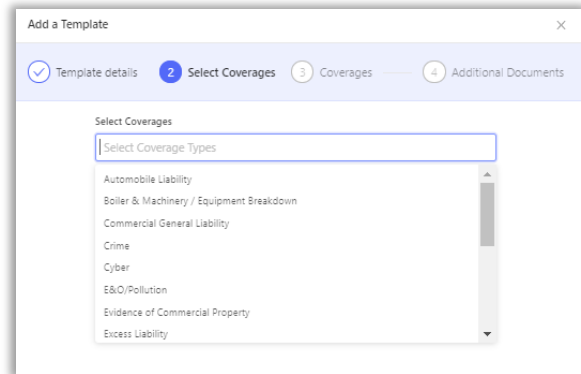 Add a Template
Template details 2 Select Coverages 3 Coverages 4 Additional Documents
Select Coverages
Select Coverage Types
Automobile Liability
Boiler & Machinery / Equipment Breakdown
Commercial General Liability
Crime
Cyber
E&O/Pollution
Evidence of Commercial Property
Excess Liability